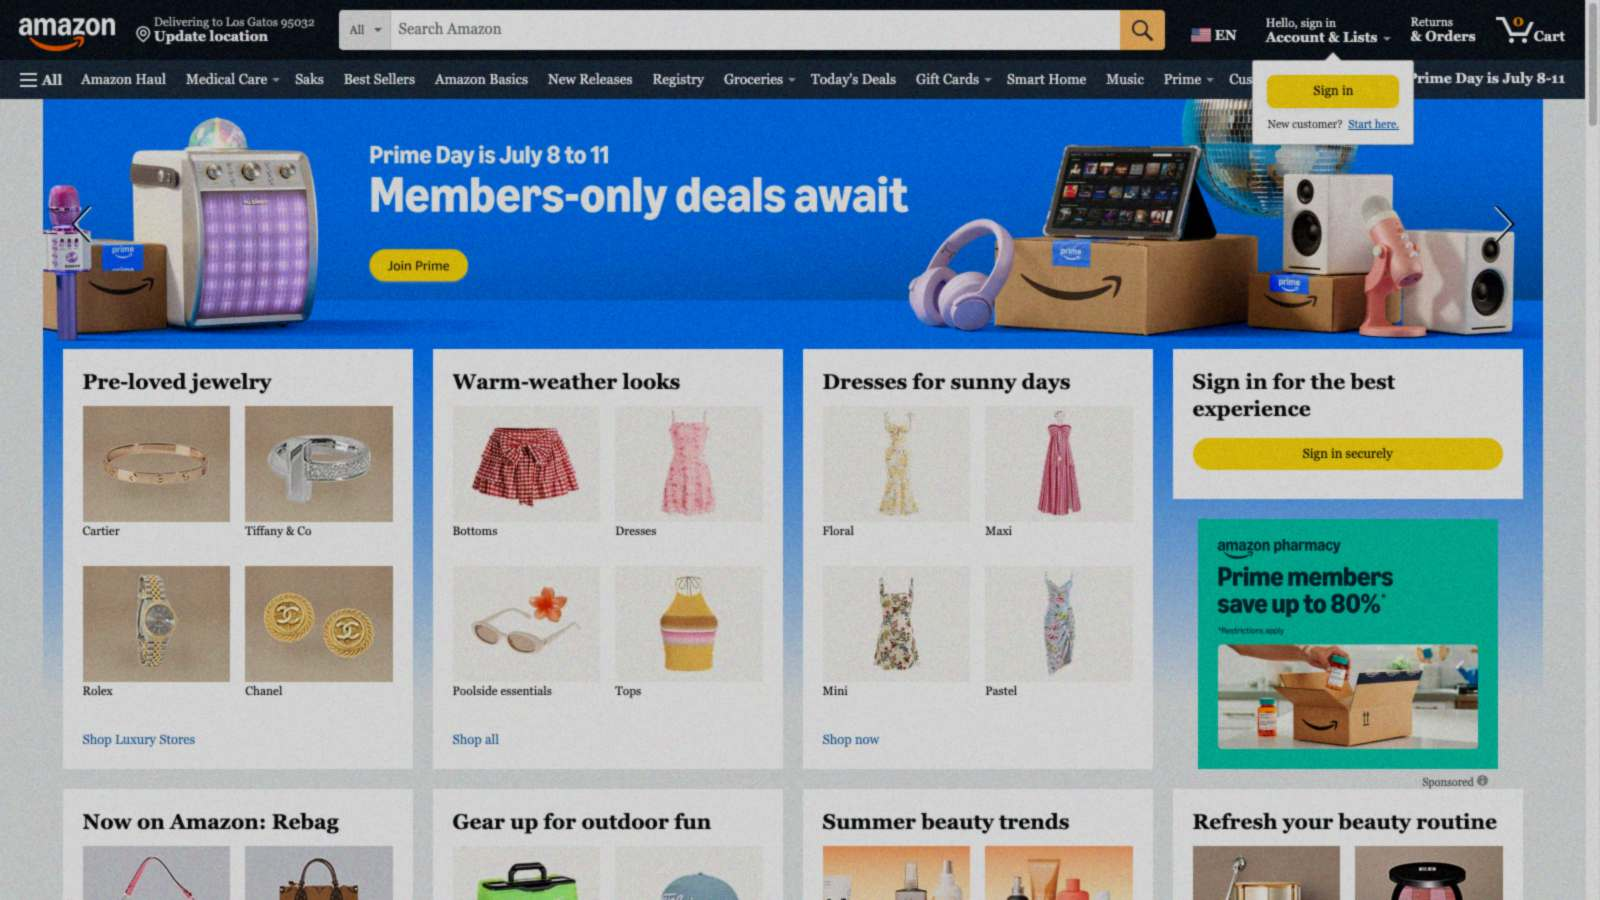 amazon
Delivering to Los Gatos 95032
Update location
All
Search Amazon
EN
Hello, sign in
Account & Lists
Returns
& Orders
0
Cart
All
Amazon Haul
Medical Care
Saks
Best Sellers
Amazon Basics
New Releases
Registry
Groceries
Today's Deals
Gift Cards
Smart Home
Music
Prime
Cus
Prime Day is July 8-11
Sign in
New customer? Start here.
Prime Day is July 8 to 11
Members-only deals await
Join Prime
prime
prime
prime
Pre-loved jewelry
Cartier
Tiffany & Co
Rolex
Chanel
Shop Luxury Stores
Warm-weather looks
Bottoms
Dresses
Poolside essentials
Tops
Shop all
Dresses for sunny days
Floral
Maxi
Mini
Pastel
Shop now
Sign in for the best
experience
Sign in securely
amazon pharmacy
Prime members
save up to 80%*
*Restrictions apply
Sponsored
Now on Amazon: Rebag
Gear up for outdoor fun
Summer beauty trends
Refresh your beauty routine